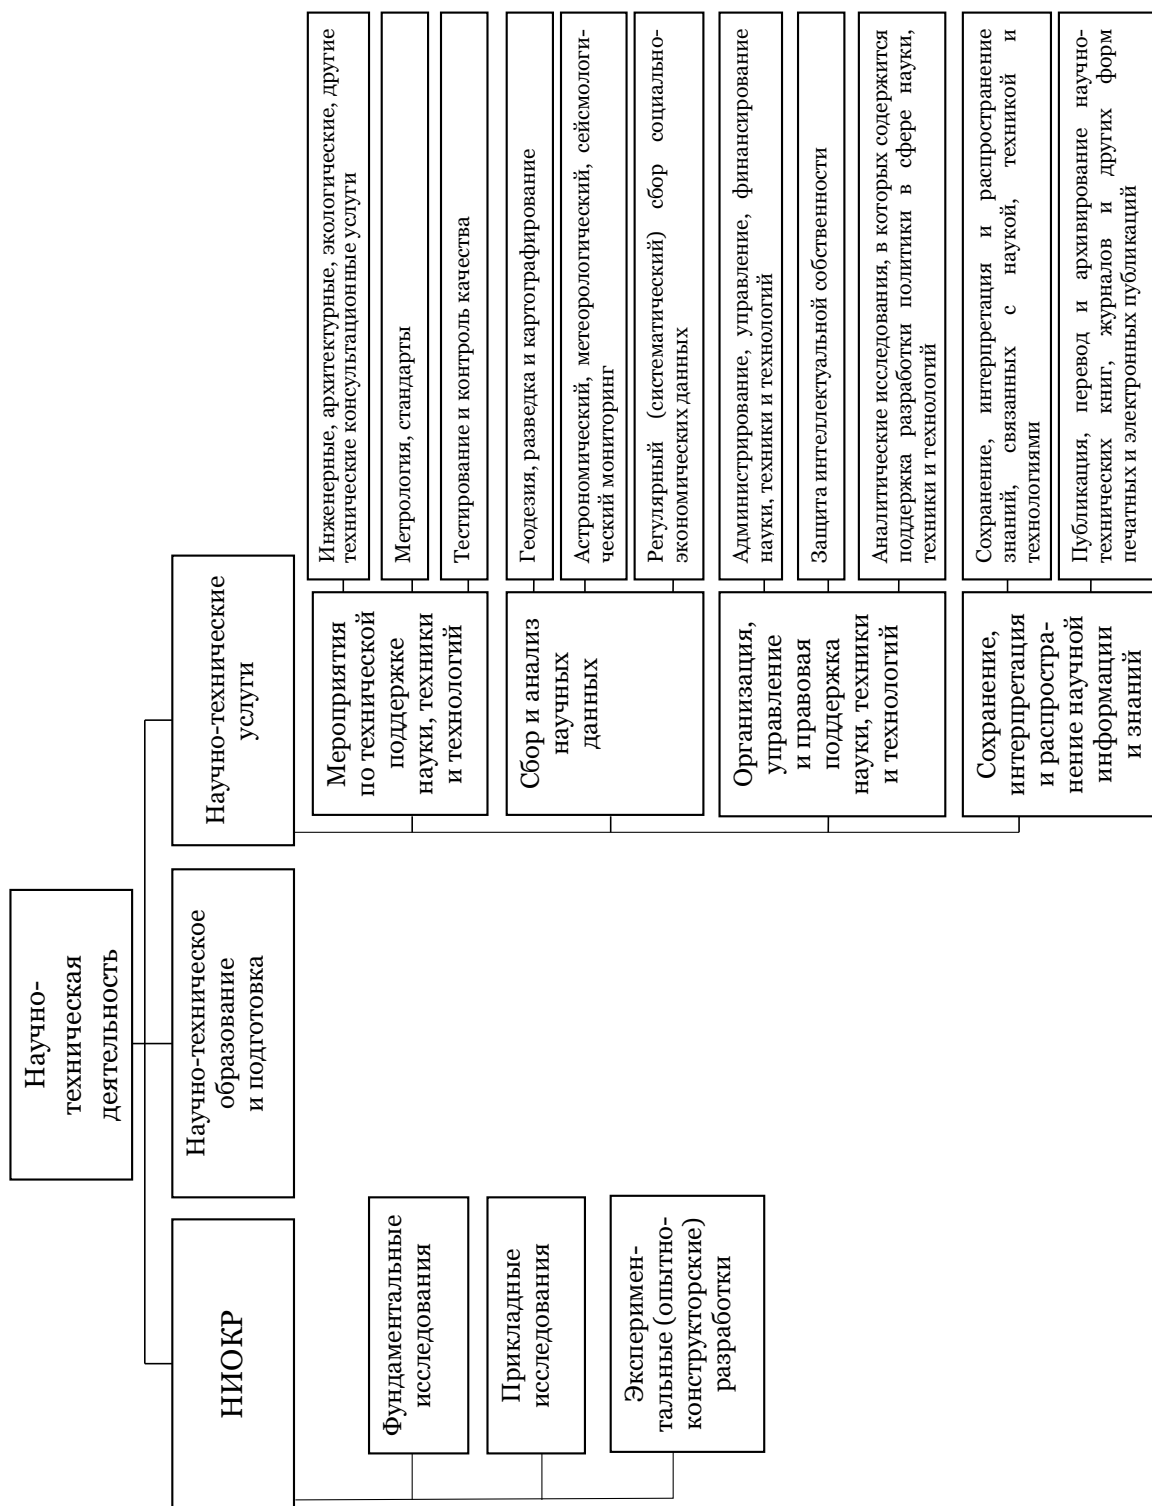 Научно-
техническая
деятельность
НИОКР
Научно-техническое
образование
и подготовка
Научно-технические
услуги
Фундаментальные
исследования
Прикладные
исследования
Эксперимен-
тальные (опытно-
конструкторские)
разработки
Мероприятия
по технической
поддержке
науки, техники
и технологий
Инженерные, архитектурные, экологические, другие
технические консультационные услуги
Метрология, стандарты
Тестирование и контроль качества
Сбор и анализ
научных
данных
Геодезия, разведка и картографирование
Астрономический, метеорологический, сейсмологи-
ческий мониторинг
Регулярный (систематический) сбор социально-
экономических данных
Организация,
управление
и правовая
поддержка
науки, техники
и технологий
Администрирование, управление, финансирование
науки, техники и технологий
Защита интеллектуальной собственности
Аналитические исследования, в которых содержится
поддержка разработки политики в сфере науки,
техники и технологий
Сохранение,
интерпретация
и распростра-
нение научной
информации
и знаний
Сохранение, интерпретация и распространение
знаний, связанных с наукой, техникой и
технологиями
Публикация, перевод и архивирование научно-
технических книг, журналов и других форм
печатных и электронных публикаций